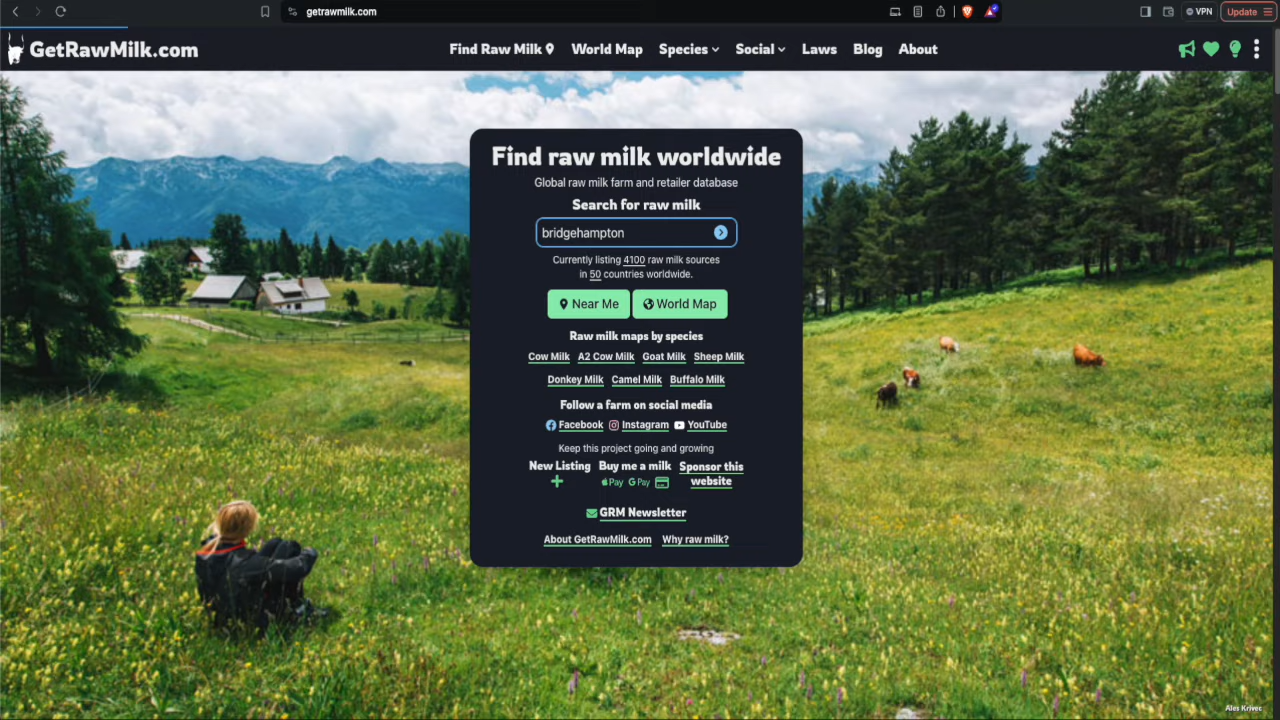 getrawmilk.com
VPN
Update
GetRawMilk.com
Find Raw Milk World Map Species Social Laws Blog About
Find raw milk worldwide
Global raw milk farm and retailer database
Search for raw milk
bridgehampton
Currently listing 4100 raw milk sources
in 50 countries worldwide.
Near Me World Map
Raw milk maps by species
Cow Milk A2 Cow Milk Goat Milk Sheep Milk
Donkey Milk Camel Milk Buffalo Milk
Follow a farm on social media
Facebook Instagram YouTube
Keep this project going and growing
New Listing Buy me a milk Sponsor this
website
Pay G Pay
GRM Newsletter
About GetRawMilk.com Why raw milk?
Ales Krivec